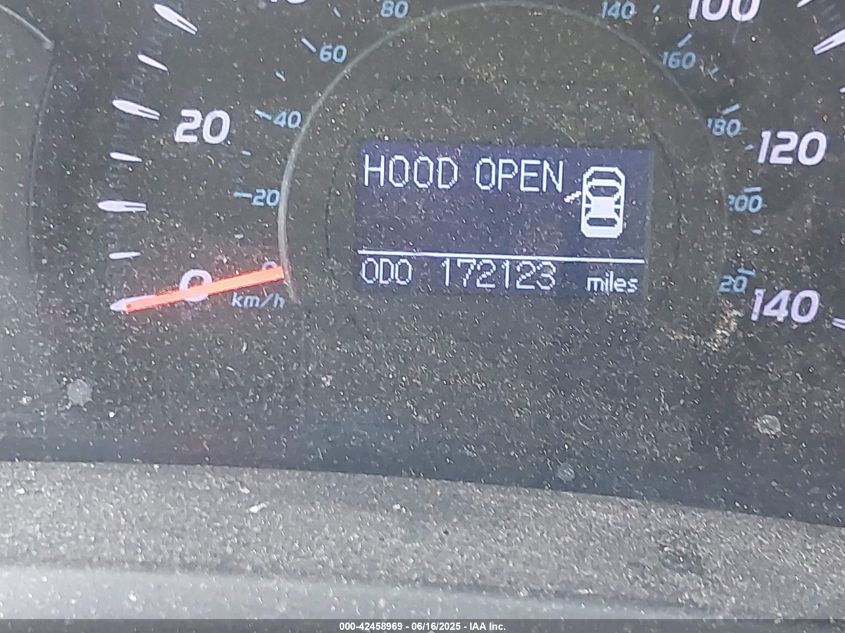 80 140 100
60 160
20 40 180 120
HOOD OPEN
20 200
0 ODO 172123 miles 140
km/h
000-42458969 - 06/16/2025 - IAA Inc.